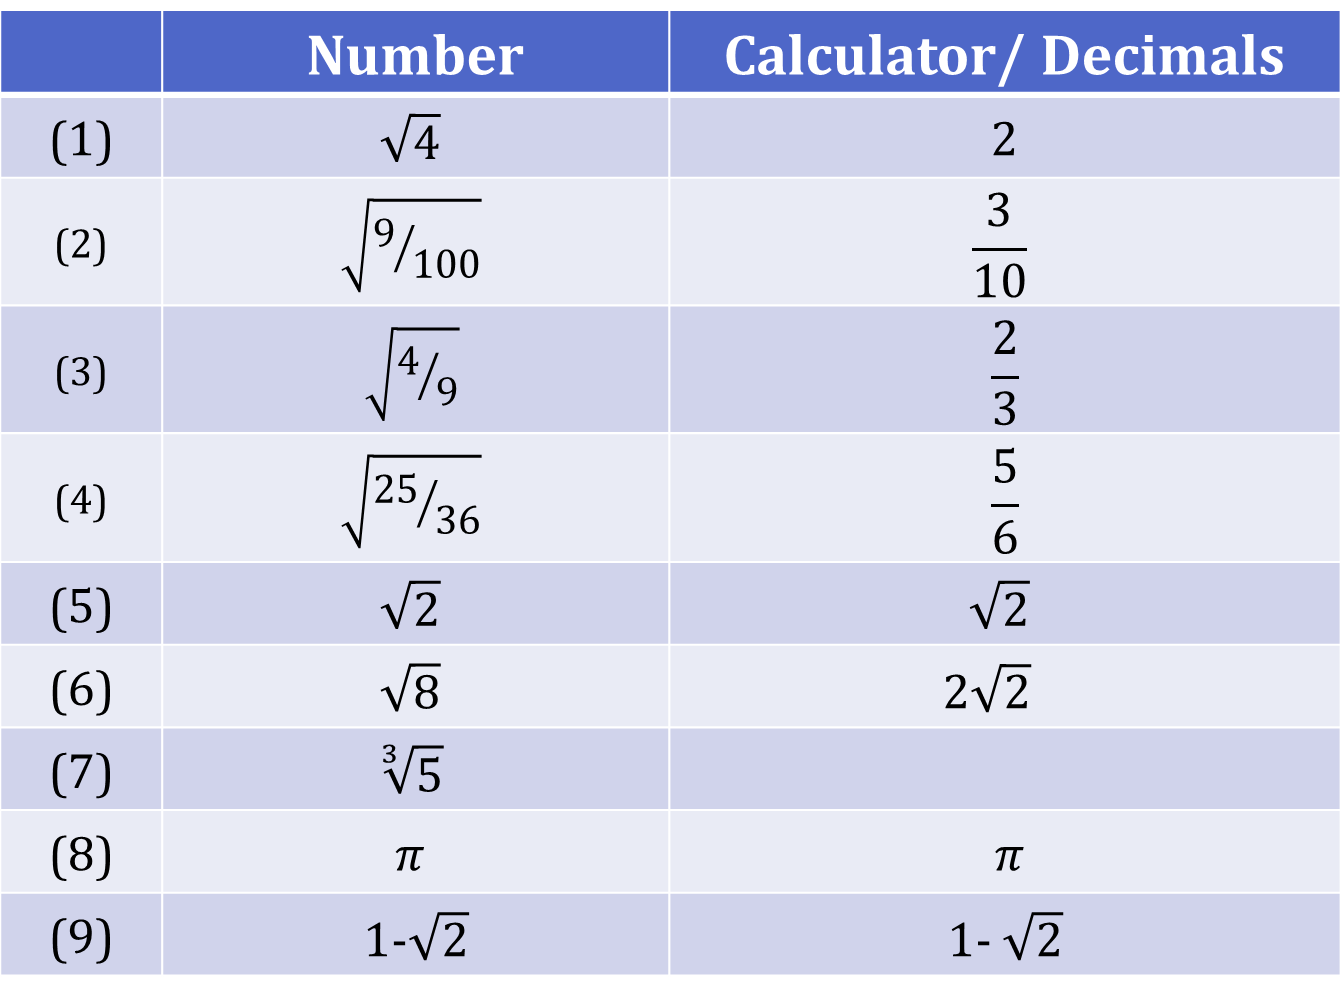 Number Calculator/ Decimals
(1) √4 2
(2) √9/100 3/10
(3) √4/9 2/3
(4) √25/36 5/6
(5) √2 √2
(6) √8 2√2
(7) ∛5
(8) π π
(9) 1-√2 1- √2